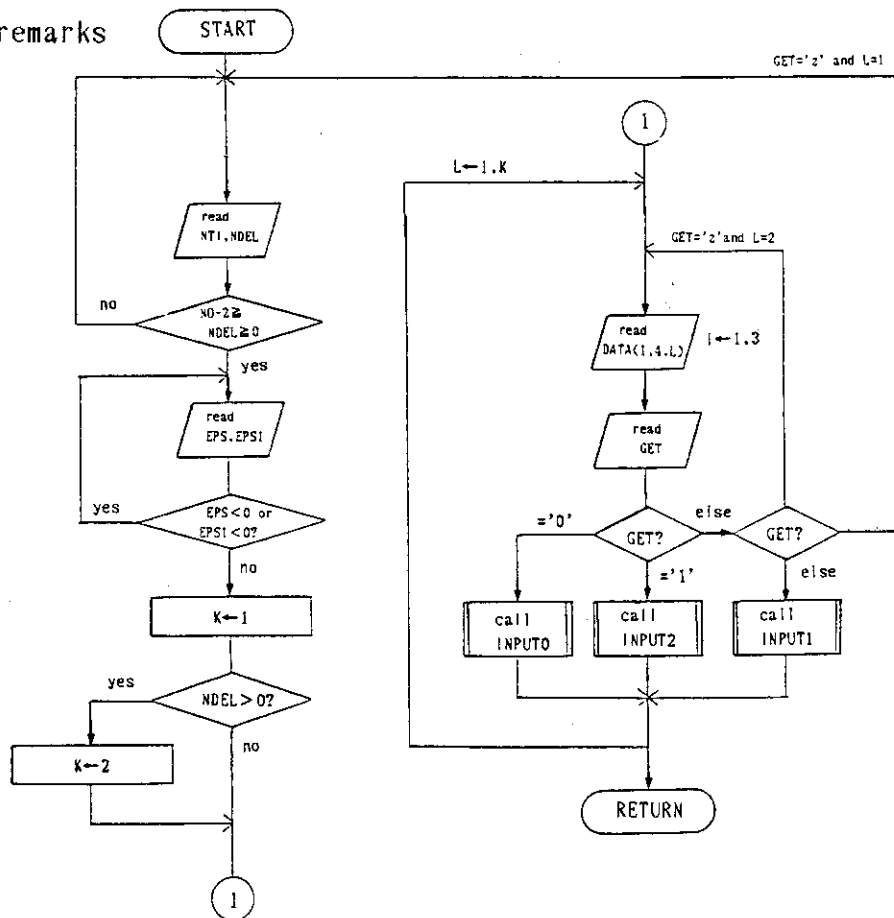 remarks
START
GET='z' and L=1
read
NT1,NDEL
no
NO-2≧
NDEL≧0
yes
read
EPS.EPS1
yes
EPS<0 or
EPS1<0?
no
K←1
yes
NDEL>0?
no
K←2
1
1
L←1.K
GET='z'and L=2
read
DATA(1.4.L)
I←1.3
read
GET
='0'
GET?
else
GET?
='1'
else
call
INPUT0
call
INPUT2
call
INPUT1
RETURN